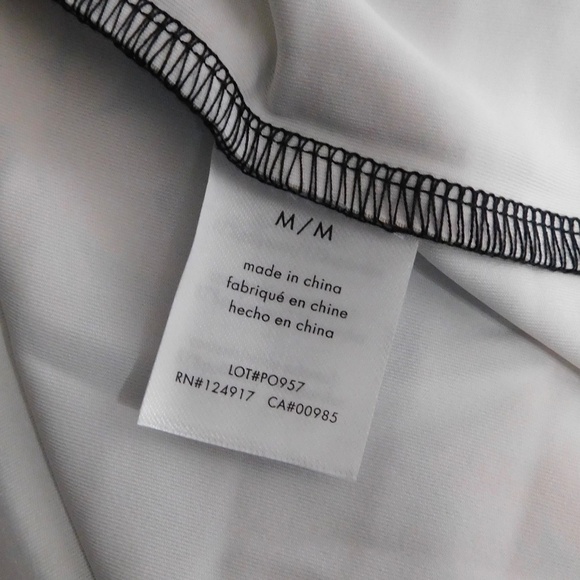 M/M
made in china
fabriqué en chine
hecho en china
LOT#PO957
RN#124917 CA#00985